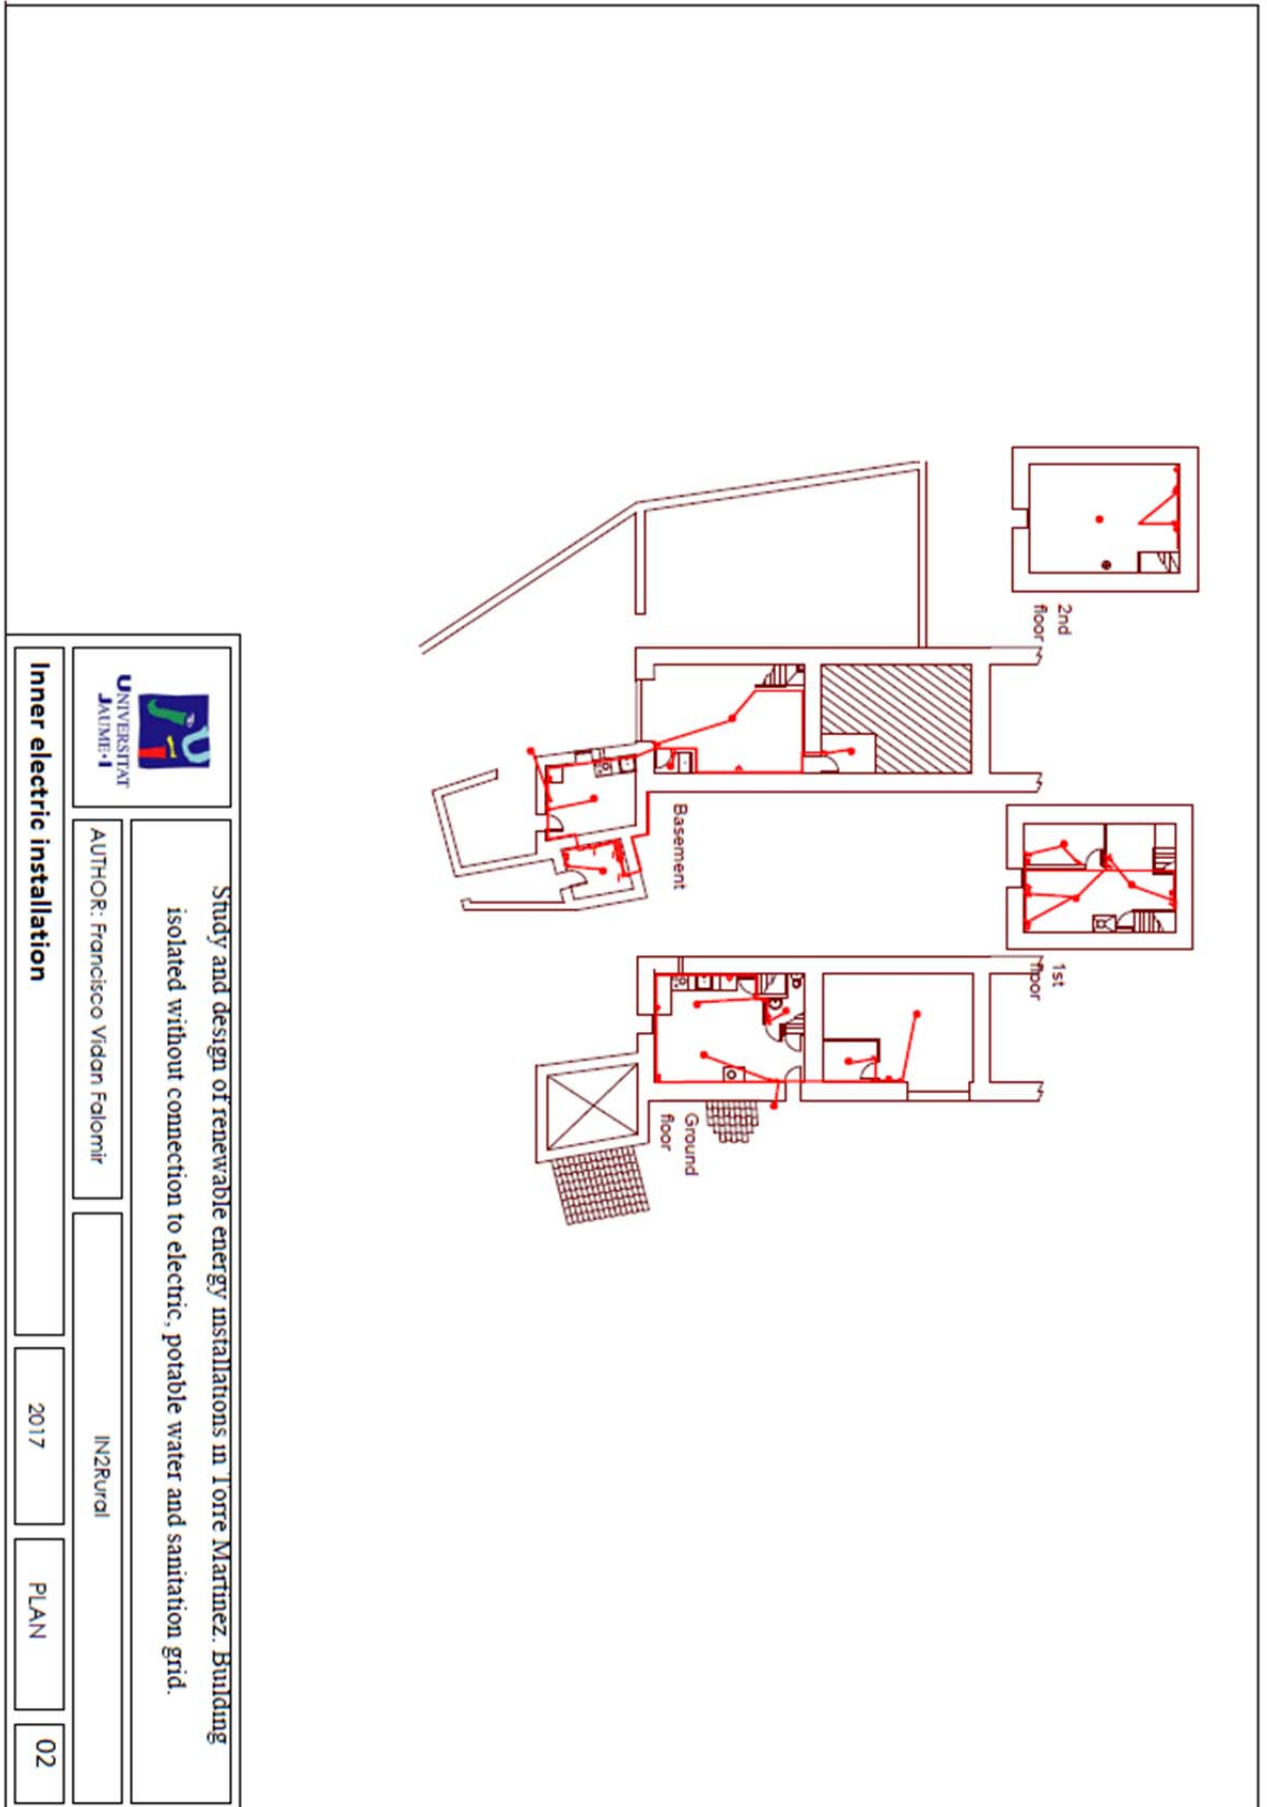 2nd
floor
1st
floor
Basement
Ground
floor
UNIVERSITAT
JAUME·I
Study and design of renewable energy installations in Torre Martinez. Building
isolated without connection to electric, potable water and sanitation grid.
AUTHOR: Francisco Vidan Falomir
IN2Rural
Inner electric installation
2017
PLAN
02